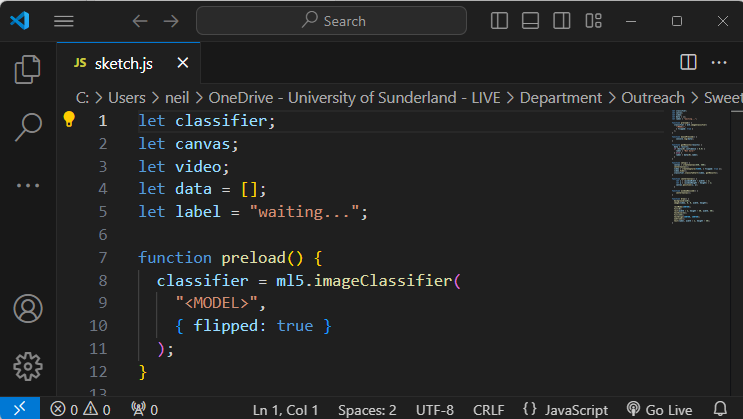 Search
JS sketch.js
C: > Users > neil > OneDrive - University of Sunderland - LIVE > Department > Outreach > Sweet
1 let classifier;
2 let canvas;
3 let video;
4 let data = [];
5 let label = "waiting...";
6
7 function preload() {
8 classifier = ml5.imageClassifier(
9 "<MODEL>",
10 { flipped: true }
11 );
12 }
13
0 0 0 Ln 1, Col 1 Spaces: 2 UTF-8 CRLF {} JavaScript Go Live